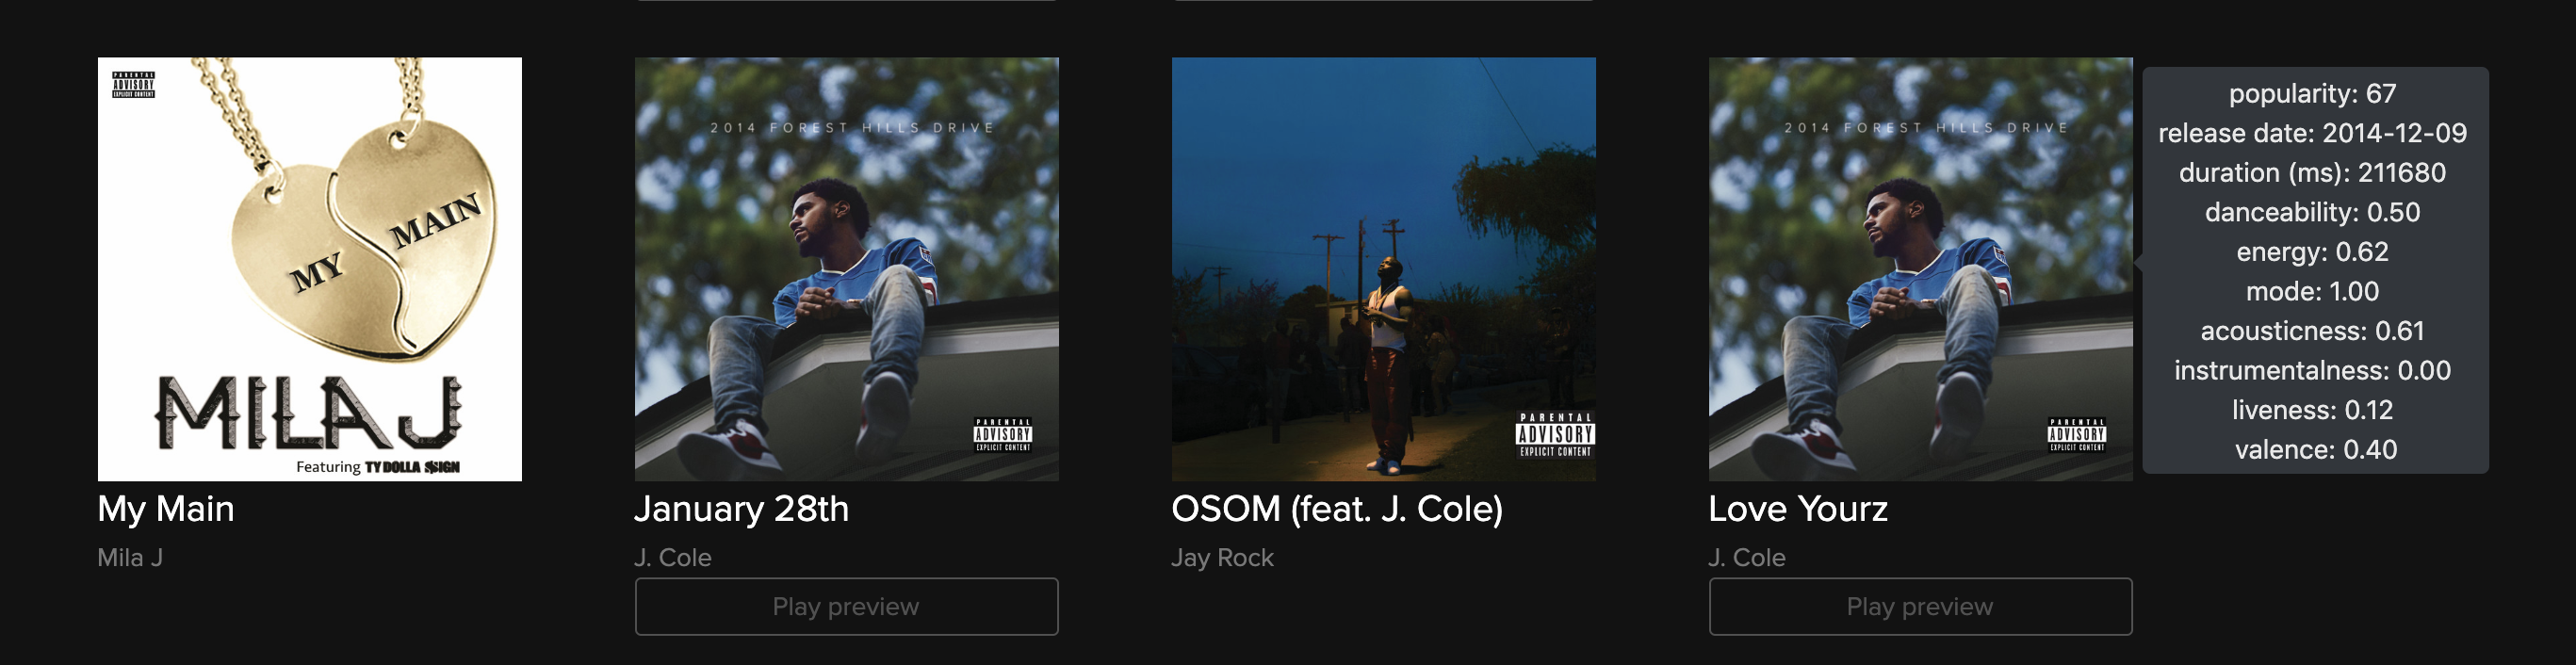 PARENTAL
ADVISORY
EXPLICIT CONTENT
MY
MAIN
MILAJ
Featuring TY DOLLA $IGN
My Main
Mila J
2014 FOREST HILLS DRIVE
PARENTAL
ADVISORY
EXPLICIT CONTENT
January 28th
J. Cole
Play preview
PARENTAL
ADVISORY
EXPLICIT CONTENT
OSOM (feat. J. Cole)
Jay Rock
2014 FOREST HILLS DRIVE
PARENTAL
ADVISORY
EXPLICIT CONTENT
Love Yourz
J. Cole
Play preview
popularity: 67
release date: 2014-12-09
duration (ms): 211680
danceability: 0.50
energy: 0.62
mode: 1.00
acousticness: 0.61
instrumentalness: 0.00
liveness: 0.12
valence: 0.40